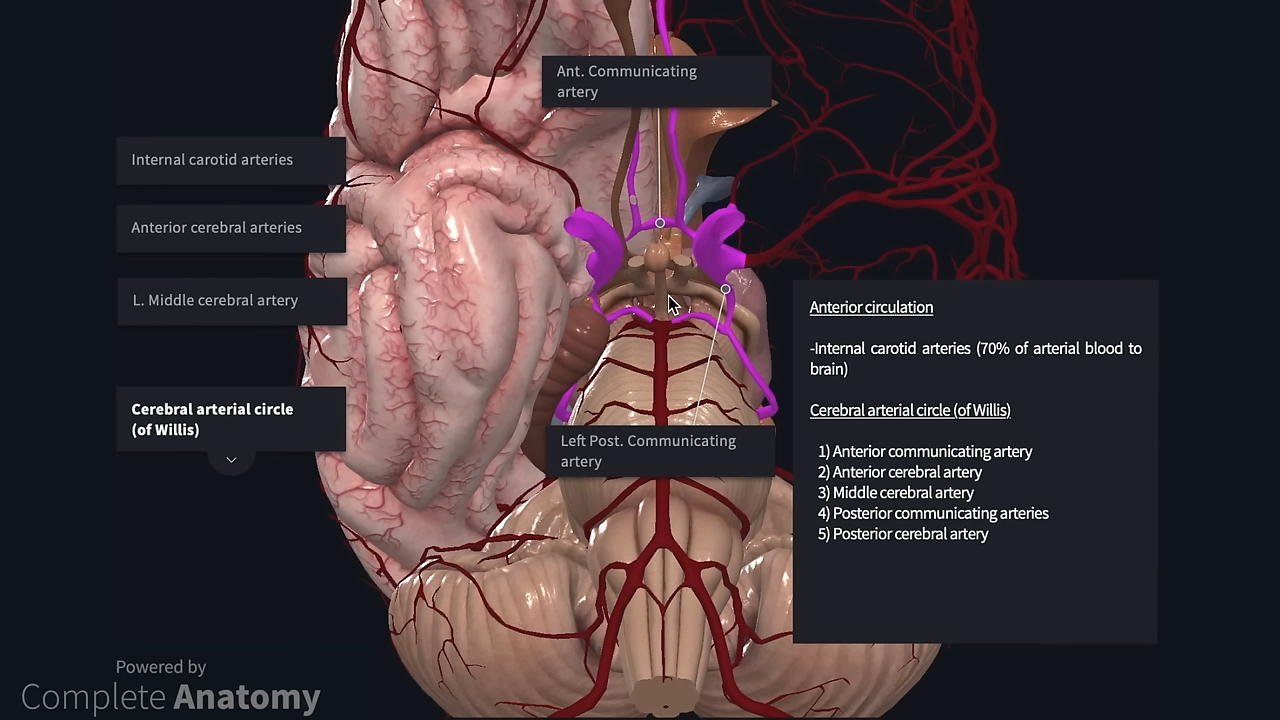 Ant. Communicating
artery
Internal carotid arteries
Anterior cerebral arteries
L. Middle cerebral artery
Cerebral arterial circle
(of Willis)
Left Post. Communicating
artery
Anterior circulation
-Internal carotid arteries (70% of arterial blood to
brain)
Cerebral arterial circle (of Willis)
1) Anterior communicating artery
2) Anterior cerebral artery
3) Middle cerebral artery
4) Posterior communicating arteries
5) Posterior cerebral artery
Powered by
Complete Anatomy